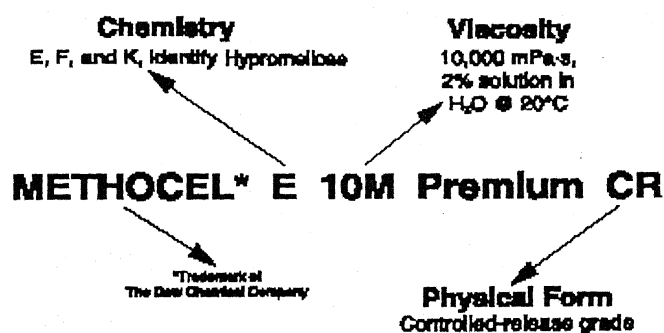 Chemistry
E, F, and K, Identify Hypromellose
Viscosity
10,000 mPa·s,
2% solution in
H₂O @ 20°C
METHOCEL* E 10M Premium CR
*Trademark of
The Dow Chemical Company
Physical Form
Controlled-release grade